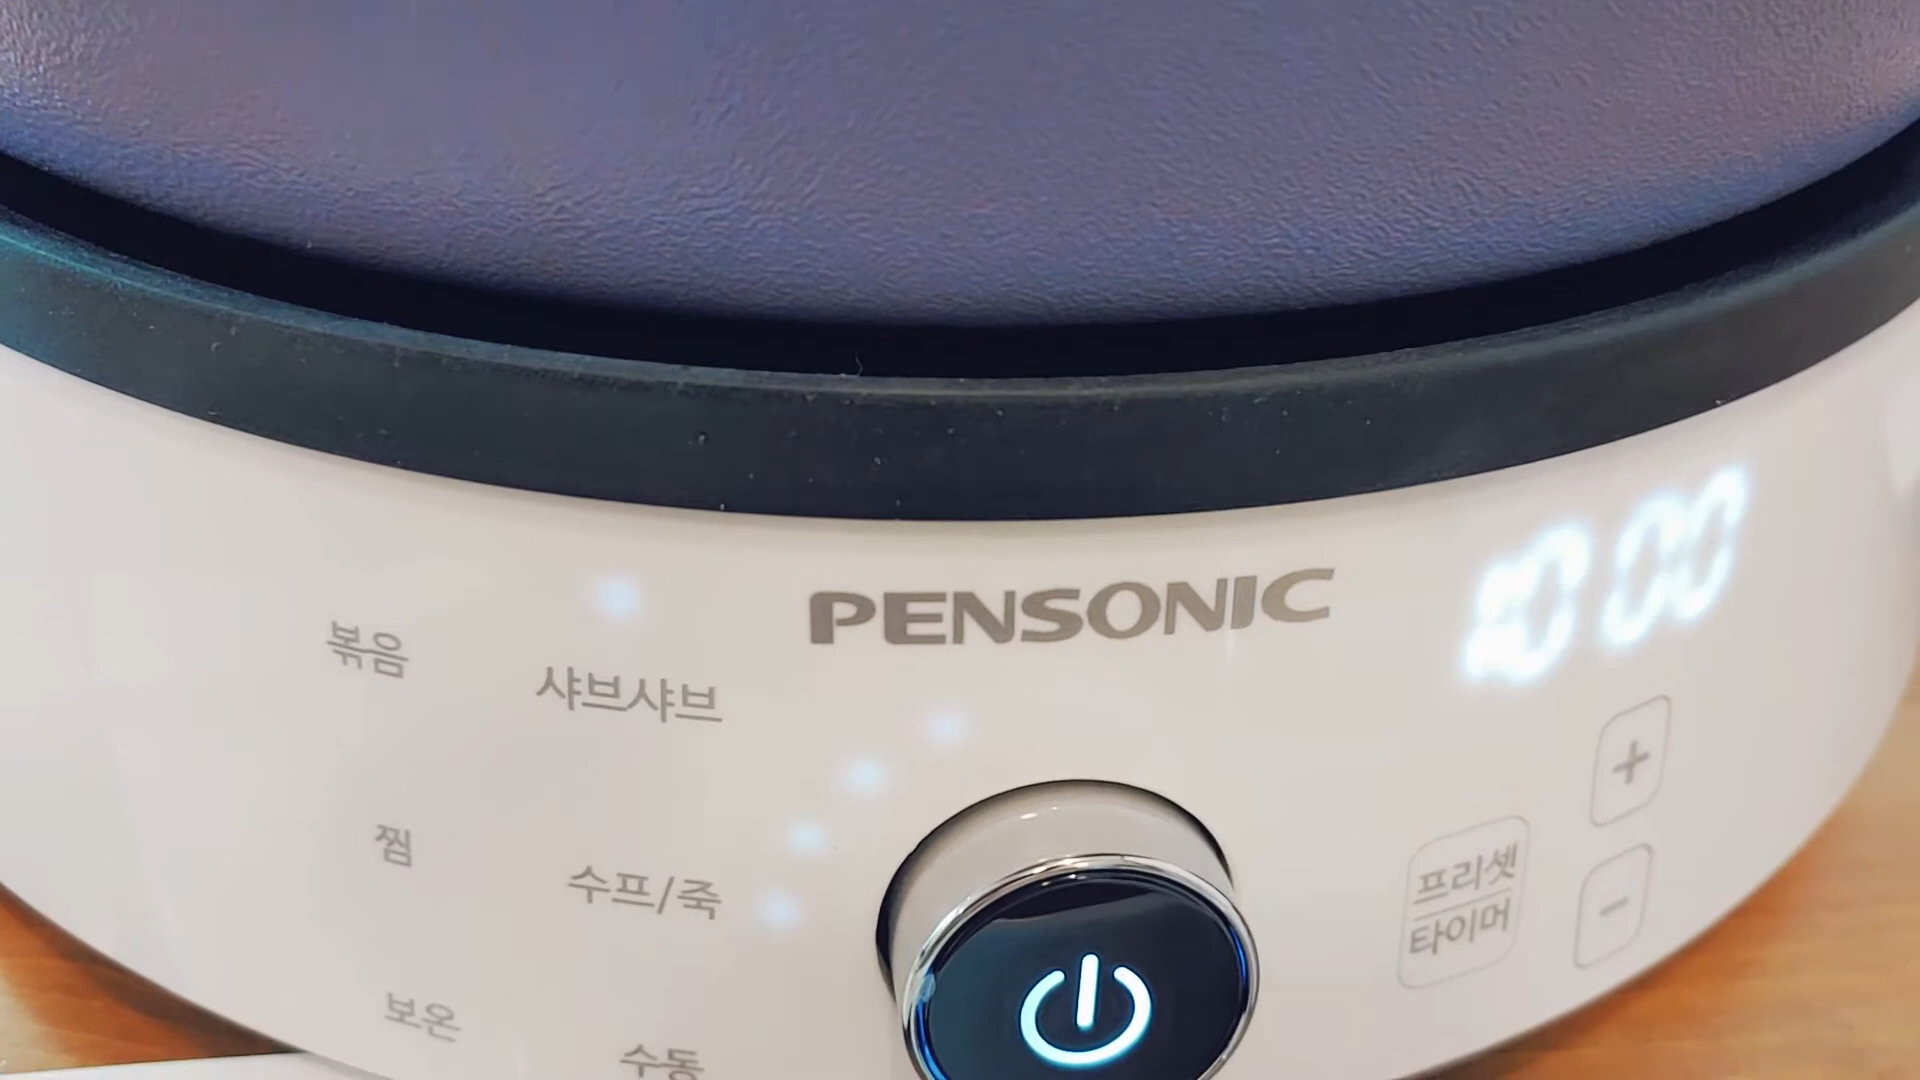 PENSONIC
볶음
샤브샤브
찜
수프/죽
보온
수동
+
프리셋
타이머
-